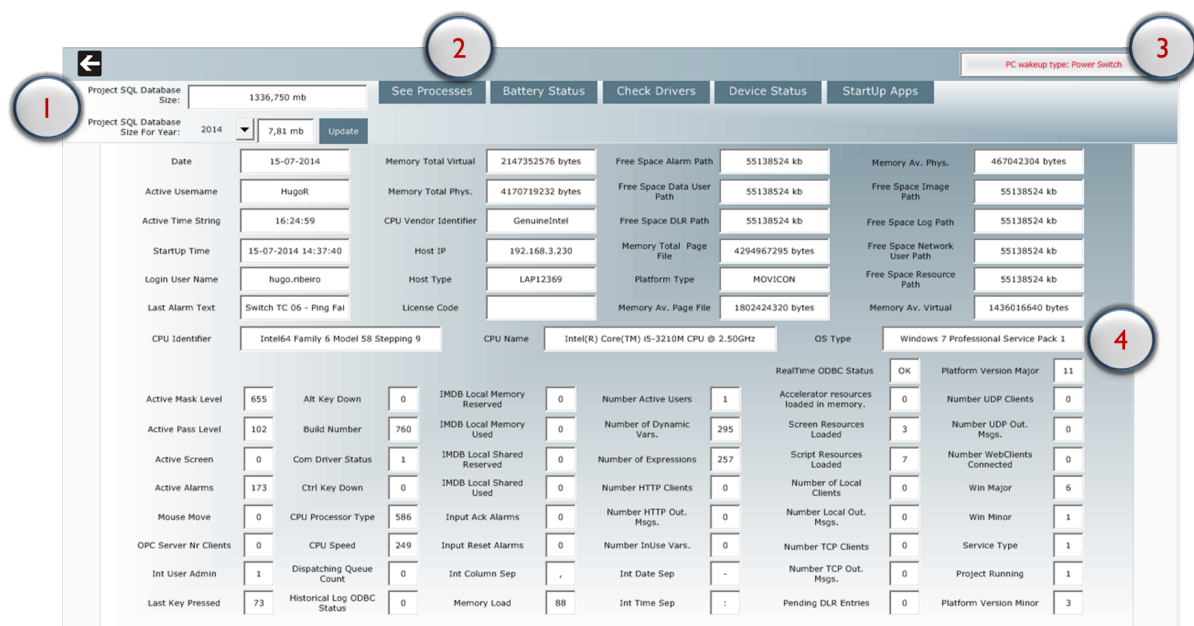 2
3
PC wakeup type: Power Switch
1
Project SQL Database
Size:
1336,750 mb
See Processes
Battery Status
Check Drivers
Device Status
StartUp Apps
Project SQL Database
Size For Year:
2014
7,81 mb
Update
Date
15-07-2014
Memory Total Virtual
2147352576 bytes
Free Space Alarm Path
55138524 kb
Memory Av. Phys.
467042304 bytes
Active Username
HugoR
Memory Total Phys.
4170719232 bytes
Free Space Data User
Path
55138524 kb
Free Space Image
Path
55138524 kb
Active Time String
16:24:59
CPU Vendor Identifier
GenuineIntel
Free Space DLR Path
55138524 kb
Free Space Log Path
55138524 kb
StartUp Time
15-07-2014 14:37:40
Host IP
192.168.3.230
Memory Total Page
File
4294967295 bytes
Free Space Network
User Path
55138524 kb
Login User Name
hugo.ribeiro
Host Type
LAP12369
Platform Type
MOVICON
Free Space Resource
Path
55138524 kb
Last Alarm Text
Switch TC 06 - Ping Fai
License Code
Memory Av. Page File
1802424320 bytes
Memory Av. Virtual
1436016640 bytes
4
CPU Identifier
Intel64 Family 6 Model 58 Stepping 9
CPU Name
Intel(R) Core(TM) i5-3210M CPU @ 2.50GHz
OS Type
Windows 7 Professional Service Pack 1
RealTime ODBC Status
OK
Platform Version Major
11
Active Mask Level
655
Alt Key Down
0
IMDB Local Memory
Reserved
0
Number Active Users
1
Accelerator resources
loaded in memory.
0
Number UDP Clients
0
Active Pass Level
102
Build Number
760
IMDB Local Memory
Used
0
Number of Dynamic
Vars.
295
Screen Resources
Loaded
3
Number UDP Out.
Msgs.
0
Active Screen
0
Com Driver Status
1
IMDB Local Shared
Reserved
0
Number of Expressions
257
Script Resources
Loaded
7
Number WebClients
Connected
0
Active Alarms
173
Ctrl Key Down
0
IMDB Local Shared
Used
0
Number HTTP Clients
0
Number of Local
Clients
0
Win Major
6
Mouse Move
0
CPU Processor Type
586
Input Ack Alarms
0
Number HTTP Out.
Msgs.
0
Number Local Out.
Msgs.
0
Win Minor
1
OPC Server Nr Clients
0
CPU Speed
249
Input Reset Alarms
0
Number InUse Vars.
0
Number TCP Clients
0
Service Type
1
Int User Admin
1
Dispatching Queue
Count
0
Int Column Sep
,
Int Date Sep
-
Number TCP Out.
Msgs.
0
Project Running
1
Last Key Pressed
73
Historical Log ODBC
Status
0
Memory Load
88
Int Time Sep
:
Pending DLR Entries
0
Platform Version Minor
3